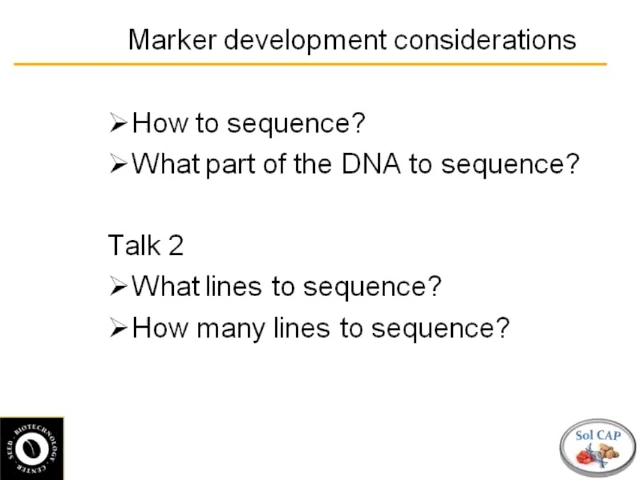 Marker development considerations
➢How to sequence?
➢What part of the DNA to sequence?
Talk 2
➢What lines to sequence?
➢How many lines to sequence?
SEED · BIOTECHNOLOGY · CENTER
Sol CAP